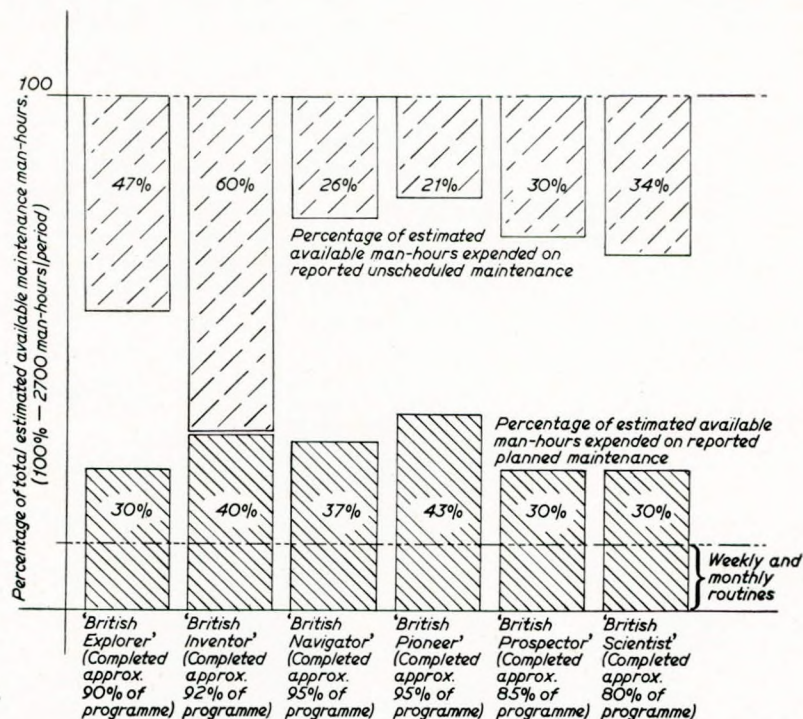 Percentage of total estimated available maintenance man-hours.
(100% — 2700 man-hours/period)
100
47%
60%
26%
21%
30%
34%
Percentage of estimated
available man-hours expended on
reported unscheduled maintenance
Percentage of estimated available
man-hours expended on reported
planned maintenance
30%
40%
37%
43%
30%
30%
Weekly and
monthly
routines
'British
Explorer'
(Completed
approx.
90% of
programme)
'British
Inventor'
(Completed
approx.
92% of
programme)
'British
Navigator'
(Completed
approx.
95% of
programme)
'British
Pioneer'
(Completed
approx.
95% of
programme)
'British
Prospector'
(Completed
approx.
85% of
programme)
'British
Scientist'
(Completed
approx.
80% of
programme)